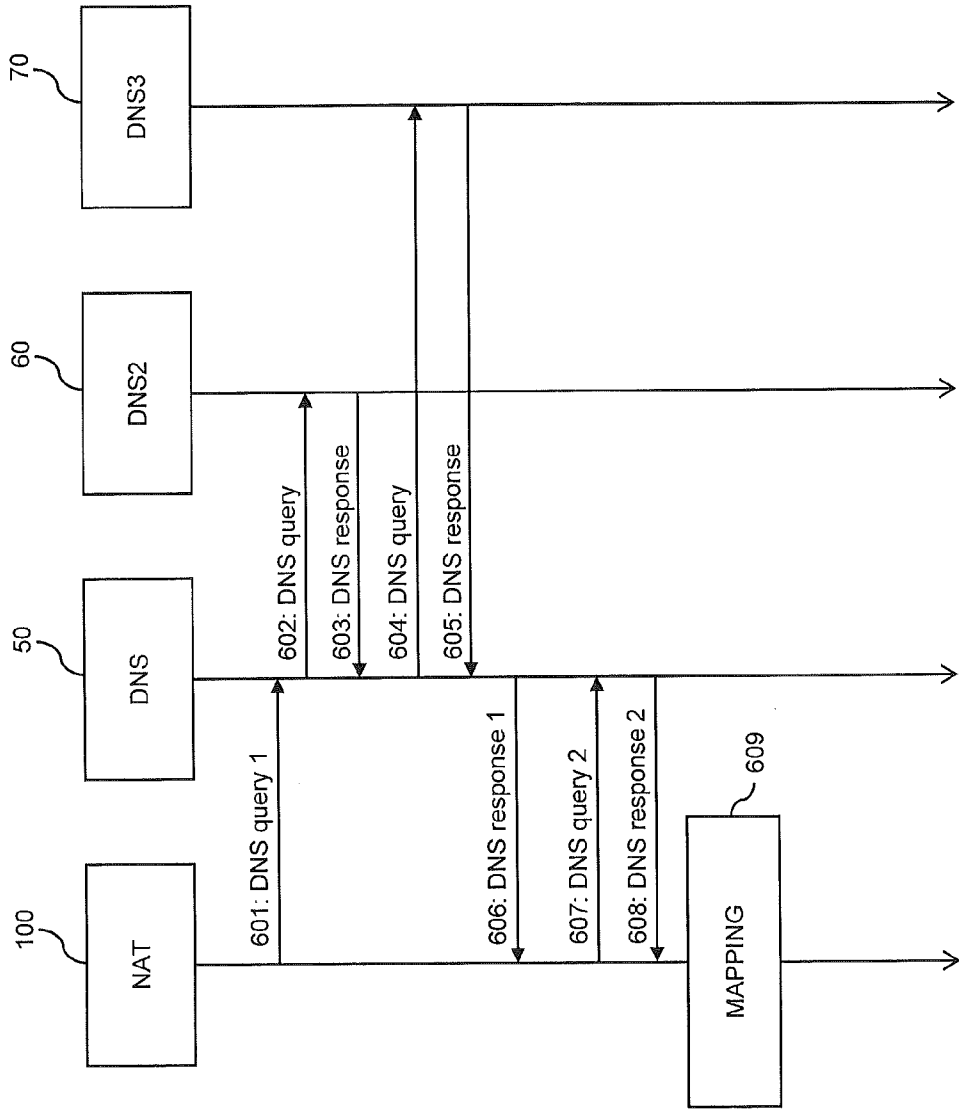 100
NAT
50
DNS
60
DNS2
70
DNS3
601: DNS query 1
602: DNS query
603: DNS response
604: DNS query
605: DNS response
606: DNS response 1
607: DNS query 2
608: DNS response 2
MAPPING
609